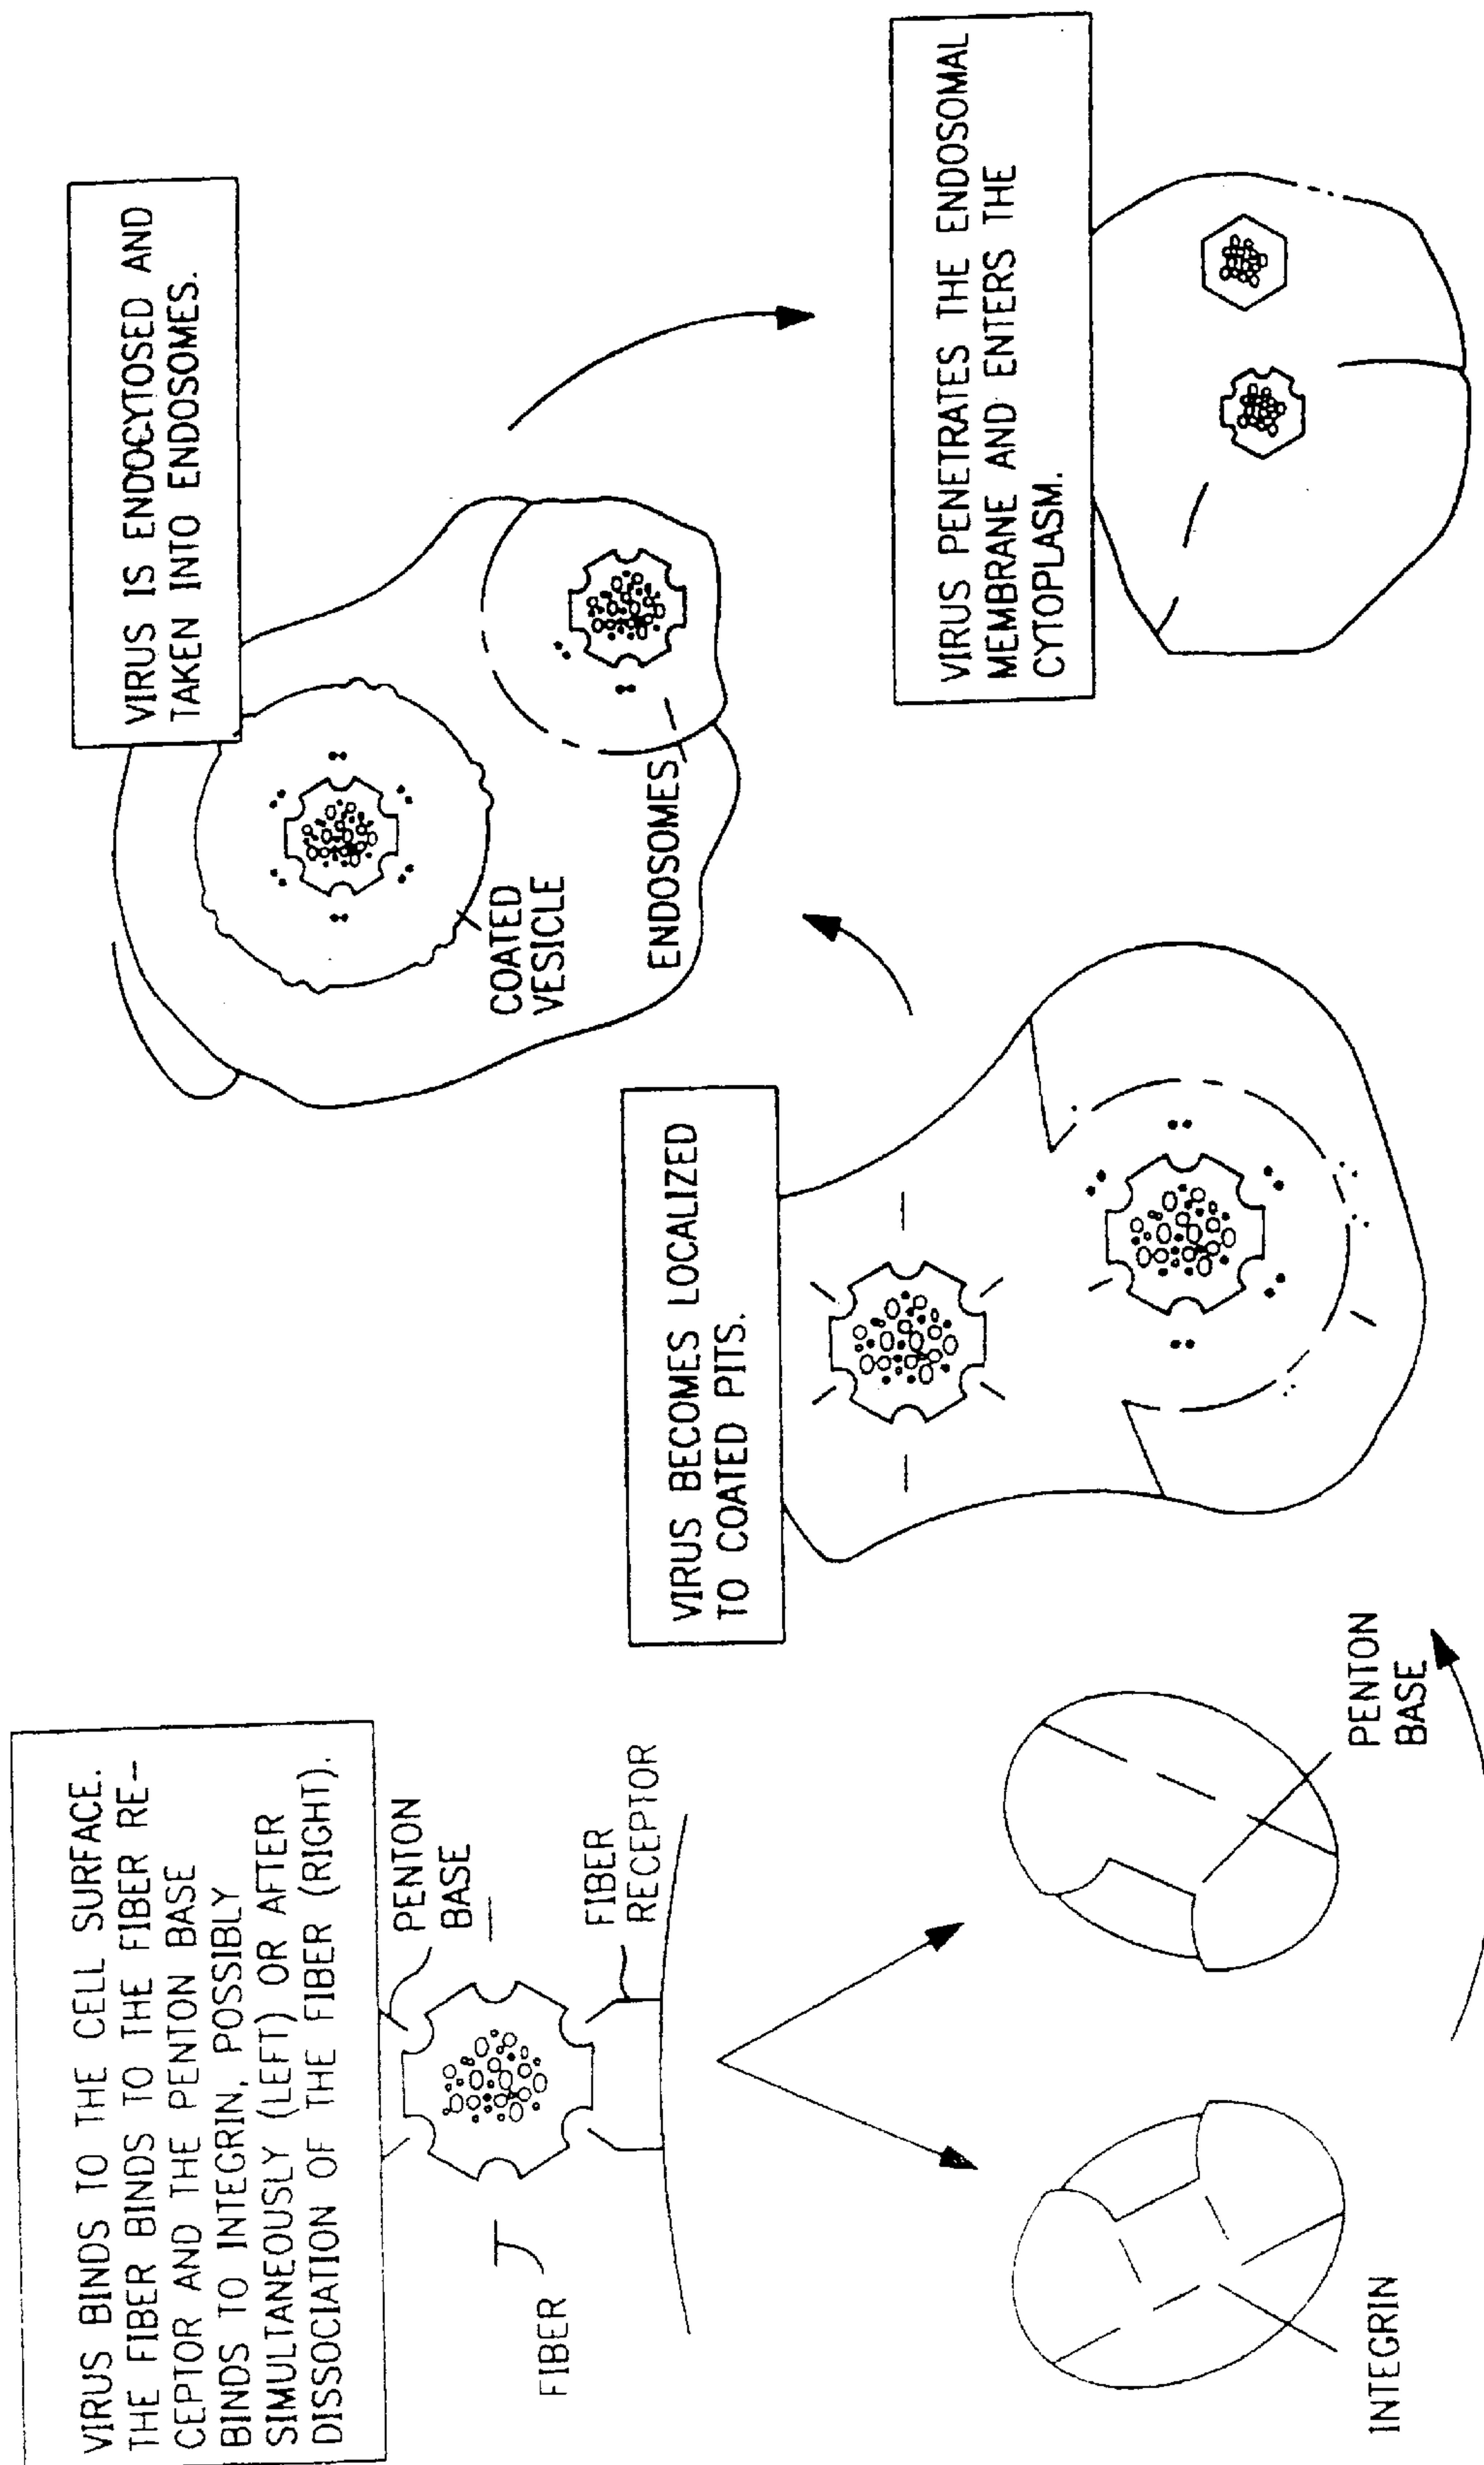 VIRUS BINDS TO THE CELL SURFACE.
THE FIBER BINDS TO THE FIBER RE-
CEPTOR AND THE PENTON BASE
BINDS TO INTEGRIN, POSSIBLY
SIMULTANEOUSLY (LEFT) OR AFTER
DISSOCIATION OF THE FIBER (RIGHT).
PENTON
BASE
FIBER
FIBER
RECEPTOR
INTEGRIN
PENTON
BASE
VIRUS BECOMES LOCALIZED
TO COATED PITS.
VIRUS IS ENDOCYTOSED AND
TAKEN INTO ENDOSOMES.
COATED
VESICLE
ENDOSOMES
VIRUS PENETRATES THE ENDOSOMAL
MEMBRANE AND ENTERS THE
CYTOPLASM.